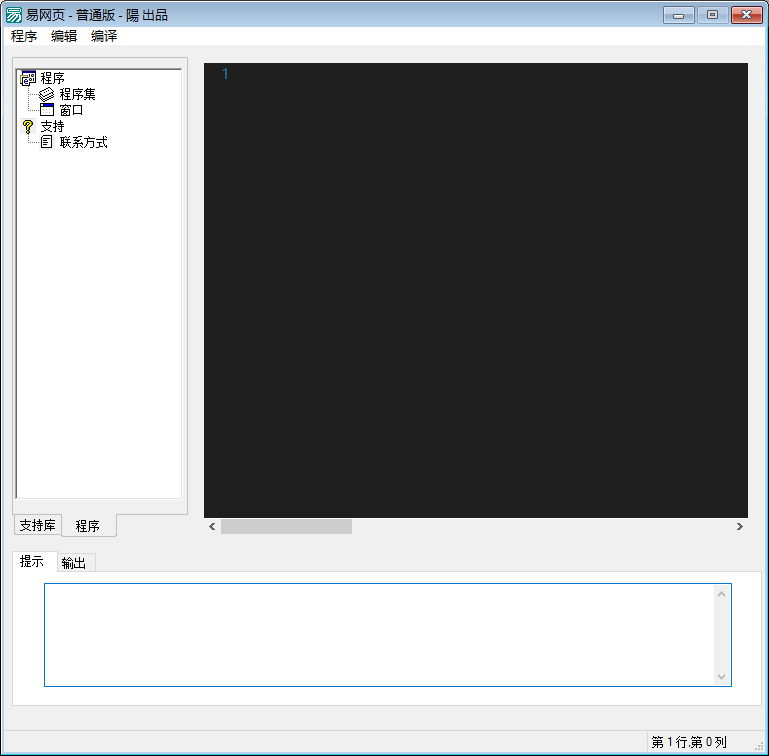 易网页 - 普通版 - 陽 出品
程序 编辑 编译
程序
程序集
窗口
支持
联系方式
1
支持库 程序
提示 输出
第 1 行.第 0 列